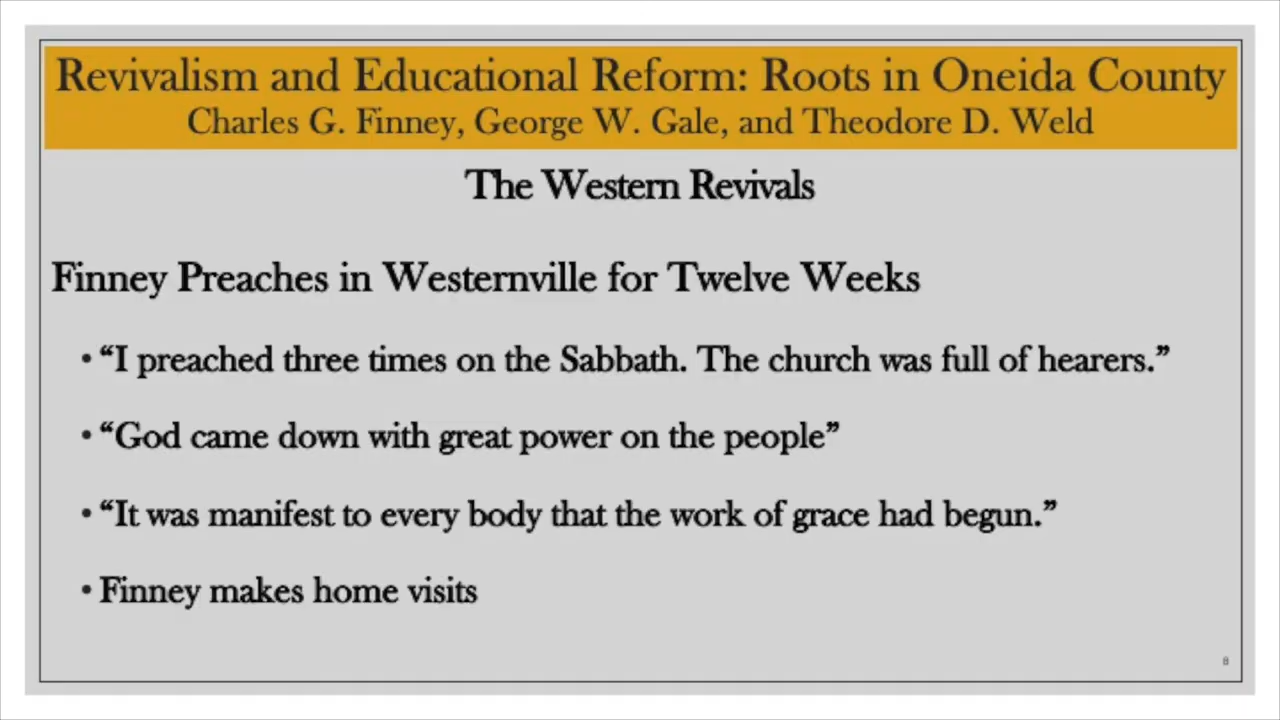 Revivalism and Educational Reform: Roots in Oneida County
Charles G. Finney, George W. Gale, and Theodore D. Weld
The Western Revivals
Finney Preaches in Westernville for Twelve Weeks
• “I preached three times on the Sabbath. The church was full of hearers.”
• “God came down with great power on the people”
• “It was manifest to every body that the work of grace had begun.”
• Finney makes home visits
8